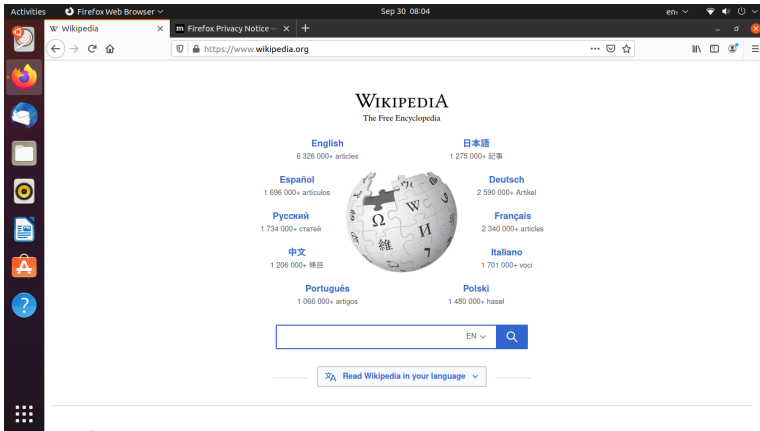 Activities
Firefox Web Browser
Sep 30 08:04
en₁
Wikipedia
Firefox Privacy Notice —
https://www.wikipedia.org
WIKIPEDIA
The Free Encyclopedia
English
6 326 000+ articles
日本語
1 275 000+ 記事
Español
1 696 000+ artículos
Deutsch
2 590 000+ Artikel
Русский
1 734 000+ статей
Français
2 340 000+ articles
中文
1 206 000+ 條目
Italiano
1 701 000+ voci
Português
1 066 000+ artigos
Polski
1 480 000+ haseł
EN
Read Wikipedia in your language